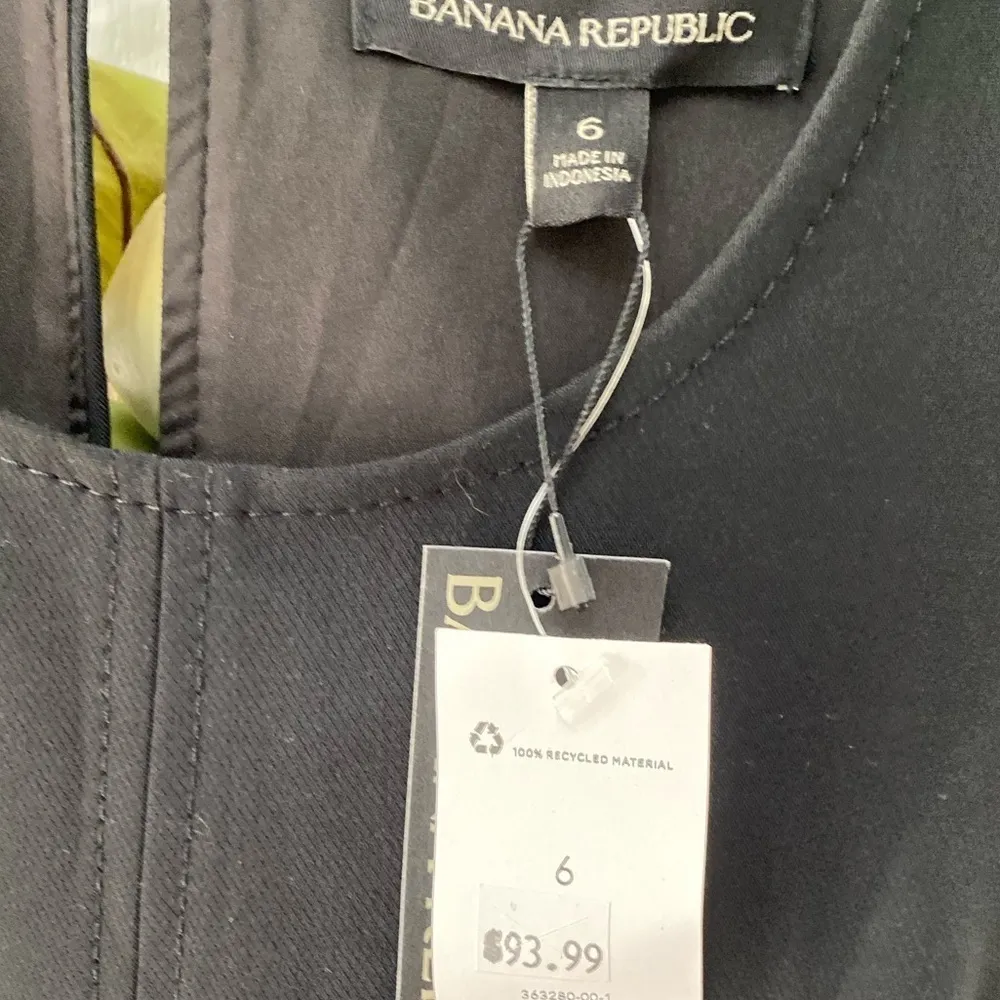 BANANA REPUBLIC
6
MADE IN
INDONESIA
100% RECYCLED MATERIAL
6
$93.99
363280-00-1